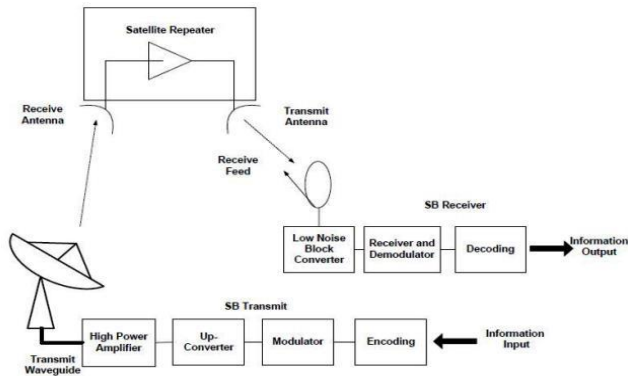 Satellite Repeater
Receive
Antenna
Transmit
Antenna
Receive
Feed
SB Receiver
Low Noise
Block
Converter
Receiver and
Demodulator
Decoding
Information
Output
SB Transmit
High Power
Amplifier
Up-
Converter
Modulator
Encoding
Information
Input
Transmit
Waveguide